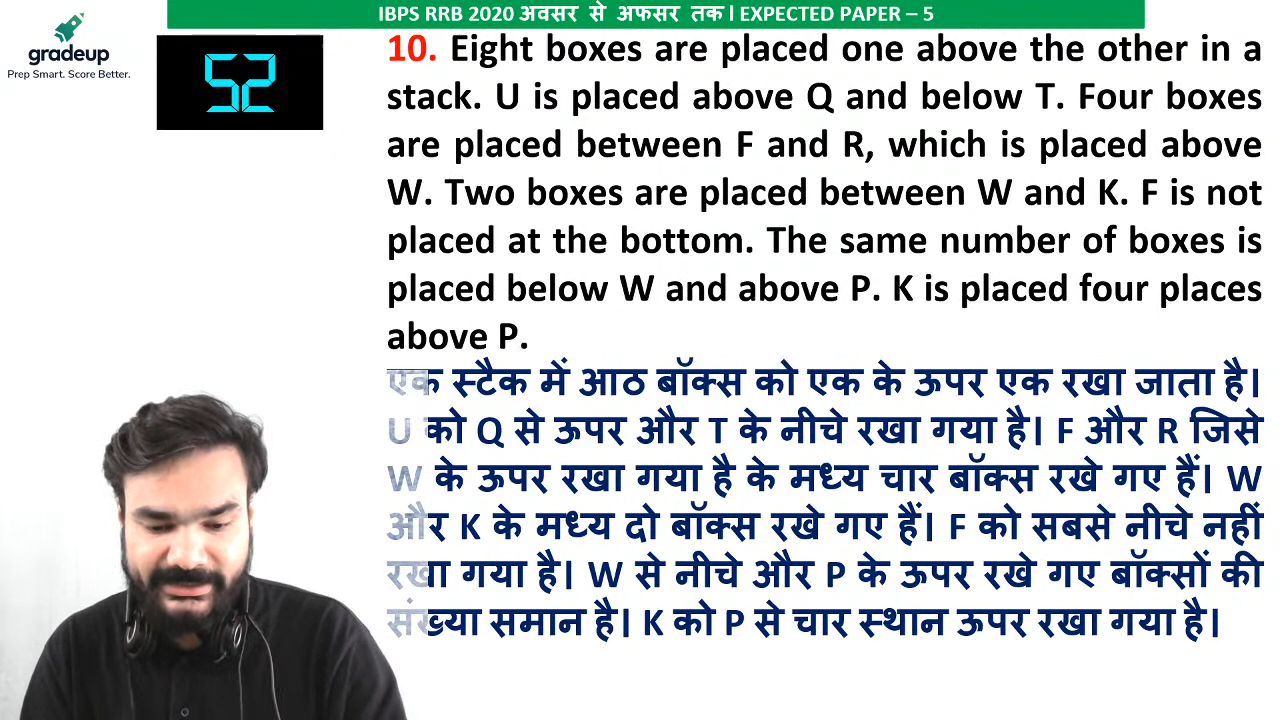 IBPS RRB 2020 अवसर से अफसर तक। EXPECTED PAPER – 5
gradeup
Prep Smart. Score Better.
52
10. Eight boxes are placed one above the other in a
stack. U is placed above Q and below T. Four boxes
are placed between F and R, which is placed above
W. Two boxes are placed between W and K. F is not
placed at the bottom. The same number of boxes is
placed below W and above P. K is placed four places
above P.
एक स्टैक में आठ बॉक्स को एक के ऊपर एक रखा जाता है।
U को Q से ऊपर और T के नीचे रखा गया है। F और R जिसे
W के ऊपर रखा गया है के मध्य चार बॉक्स रखे गए हैं। W
और K के मध्य दो बॉक्स रखे गए हैं। F को सबसे नीचे नहीं
रखा गया है। W से नीचे और P के ऊपर रखे गए बॉक्सों की
संख्या समान है। K को P से चार स्थान ऊपर रखा गया है।